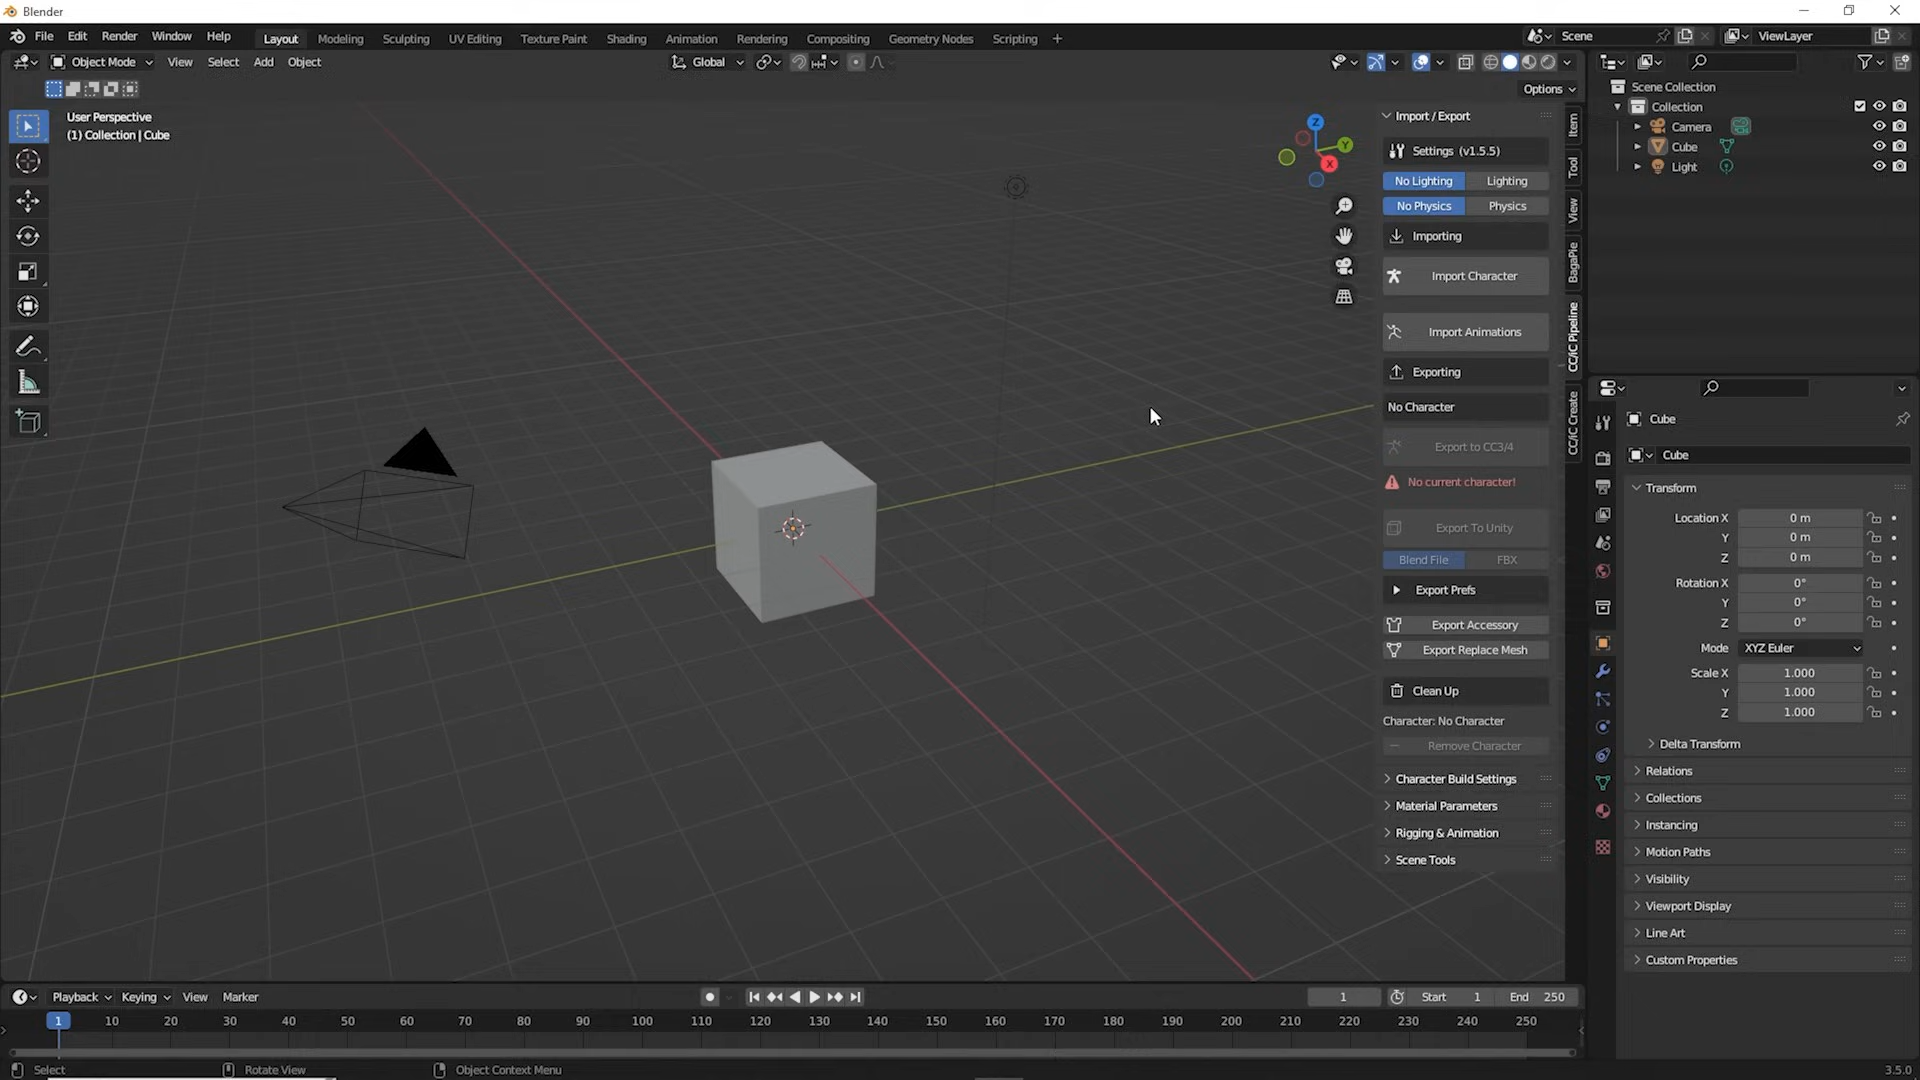 Blender
File Edit Render Window Help Layout Modeling Sculpting UV Editing Texture Paint Shading Animation Rendering Compositing Geometry Nodes Scripting + Scene ViewLayer
Object Mode View Select Add Object Global
Options
User Perspective
(1) Collection | Cube
Z
Y
X
Import / Export
Settings (v1.5.5)
No Lighting Lighting
No Physics Physics
Importing
Import Character
Import Animations
Exporting
No Character
Export to CC3/4
No current character!
Export To Unity
Blend File FBX
Export Prefs
Export Accessory
Export Replace Mesh
Clean Up
Character: No Character
Remove Character
Character Build Settings
Material Parameters
Rigging & Animation
Scene Tools
Item
Tool
View
BagaPie
CC/iC Pipeline
CC/iC Create
Scene Collection
Collection
Camera
Cube
Light
Cube
Cube
Transform
Location X 0 m
Y 0 m
Z 0 m
Rotation X 0°
Y 0°
Z 0°
Mode XYZ Euler
Scale X 1.000
Y 1.000
Z 1.000
Delta Transform
Relations
Collections
Instancing
Motion Paths
Visibility
Viewport Display
Line Art
Custom Properties
Playback Keying View Marker 1 Start 1 End 250
1 10 20 30 40 50 60 70 80 90 100 110 120 130 140 150 160 170 180 190 200 210 220 230 240 250
Select Rotate View Object Context Menu 3.5.0